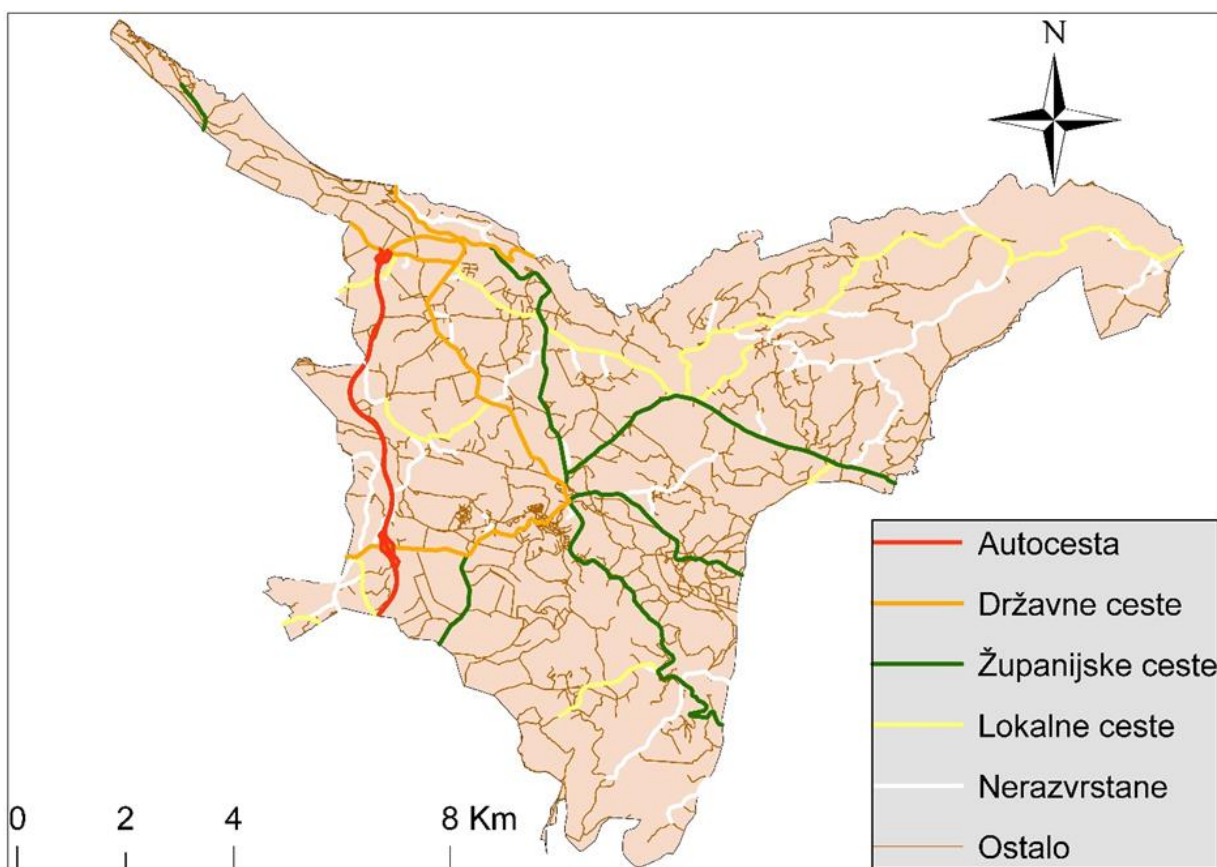 N
Autocesta
Državne ceste
Županijske ceste
Lokalne ceste
Nerazvrstane
Ostalo
0 2 4 8 Km